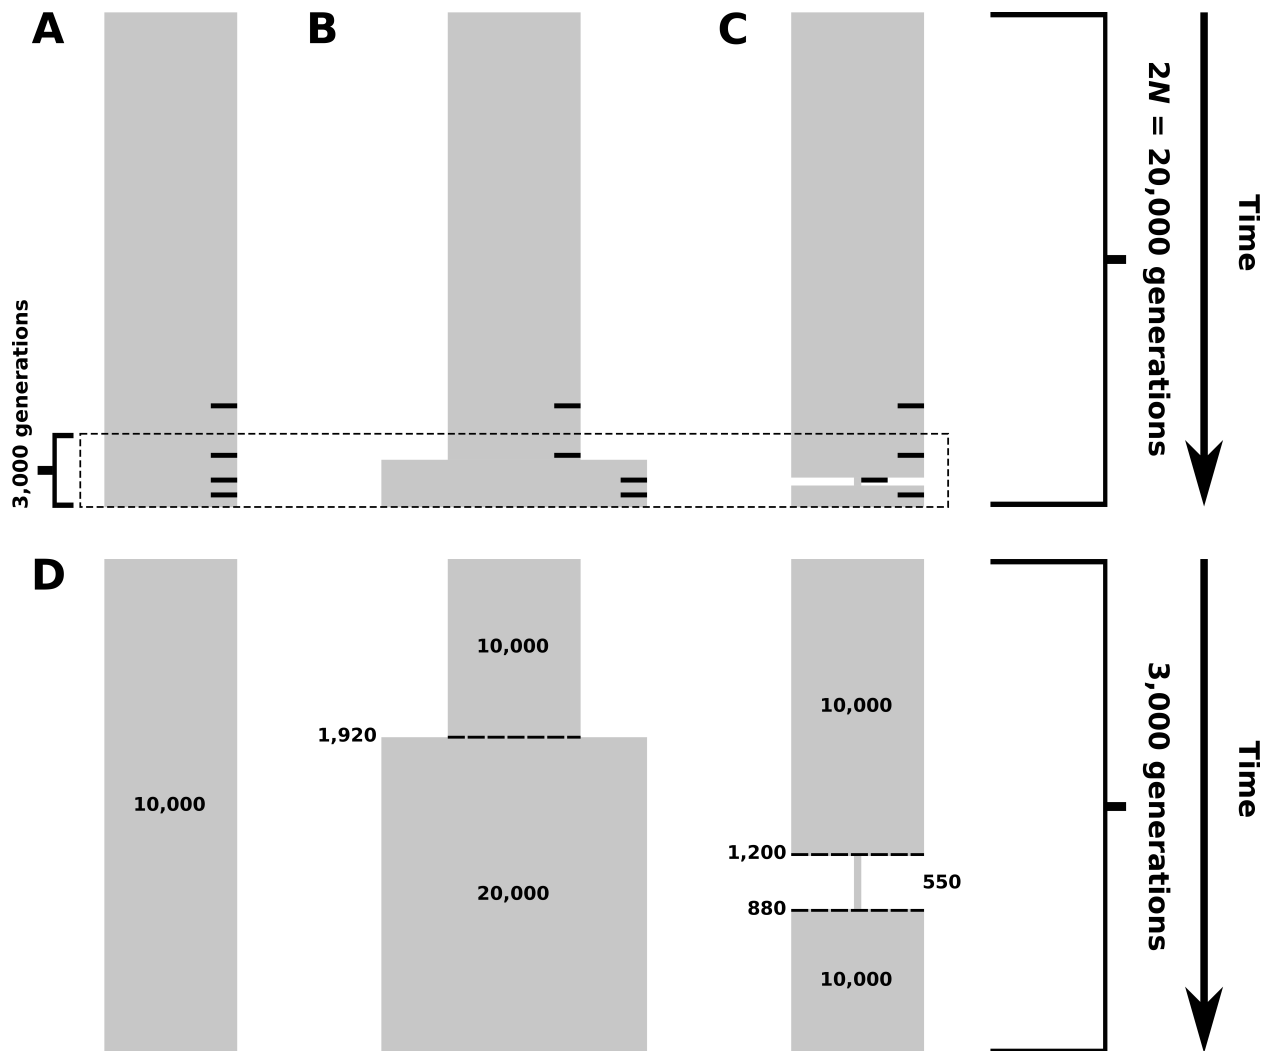 A
B
C
2N = 20,000 generations
Time
3,000 generations
D
10,000
1,920
10,000
20,000
10,000
1,200
550
880
10,000
3,000 generations
Time